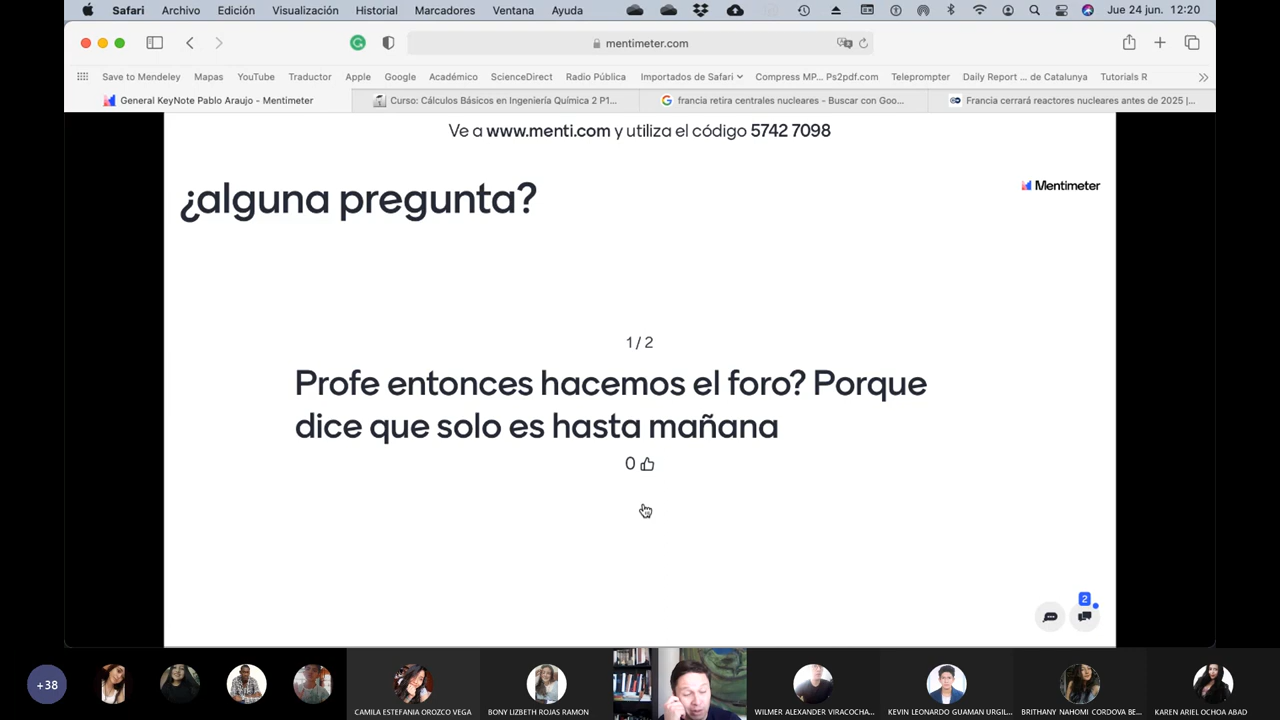 Safari Archivo Edición Visualización Historial Marcadores Ventana Ayuda Jue 24 jun. 12:20
mentimeter.com
Save to Mendeley Mapas YouTube Traductor Apple Google Académico ScienceDirect Radio Pública Importados de Safari Compress MP... Ps2pdf.com Teleprompter Daily Report ... de Catalunya Tutorials R
General KeyNote Pablo Araujo - Mentimeter Curso: Cálculos Básicos en Ingeniería Química 2 P1... francia retira centrales nucleares - Buscar con Goo... Francia cerrará reactores nucleares antes de 2025 |...
Ve a www.menti.com y utiliza el código 5742 7098
¿alguna pregunta?
Mentimeter
1 / 2
Profe entonces hacemos el foro? Porque
dice que solo es hasta mañana
0
2
+38
CAMILA ESTEFANIA OROZCO VEGA BONY LIZBETH ROJAS RAMON WILMER ALEXANDER VIRACOCHA... KEVIN LEONARDO GUAMAN URGIL... BRITHANY NAHOMI CORDOVA BE... KAREN ARIEL OCHOA ABAD